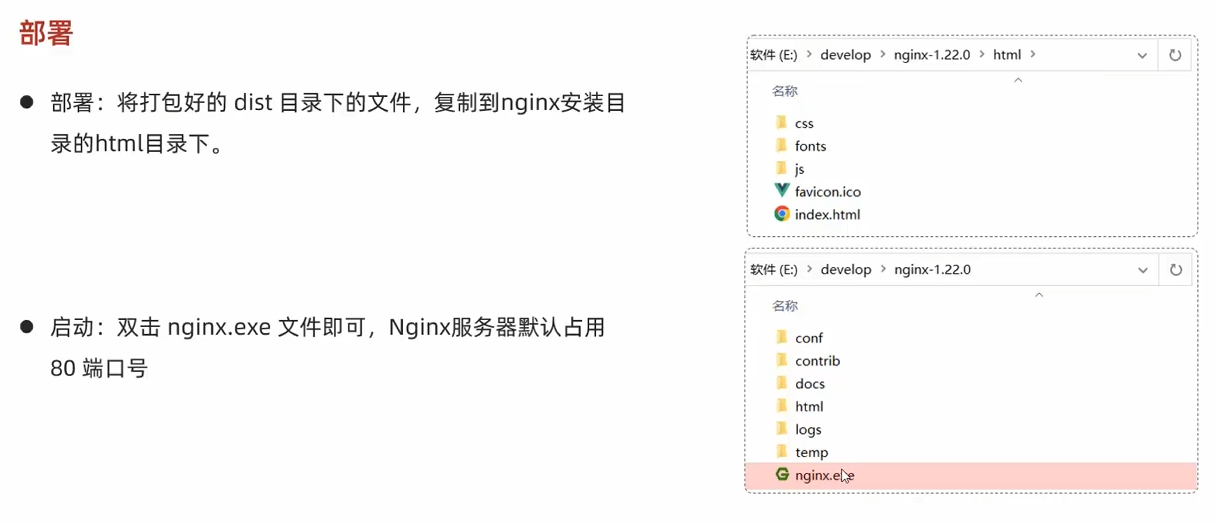 部署
● 部署：将打包好的 dist 目录下的文件，复制到nginx安装目
录的html目录下。
● 启动：双击 nginx.exe 文件即可，Nginx服务器默认占用
80 端口号
软件 (E:) > develop > nginx-1.22.0 > html >
名称
css
fonts
js
favicon.ico
index.html
软件 (E:) > develop > nginx-1.22.0
名称
conf
contrib
docs
html
logs
temp
nginx.exe